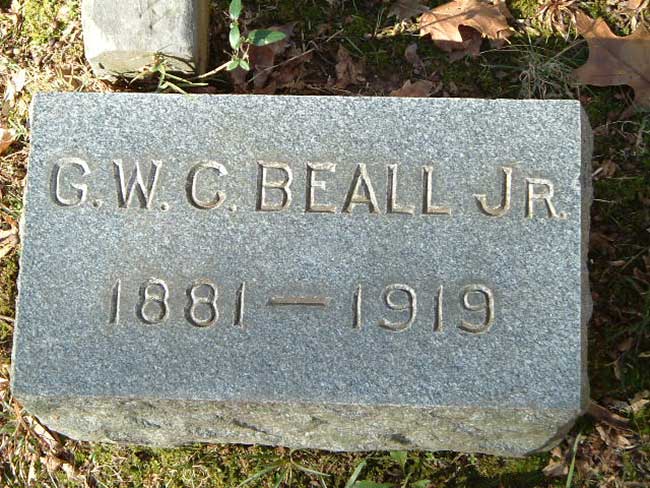 G. W. C. BEALL JR.
1881 — 1919